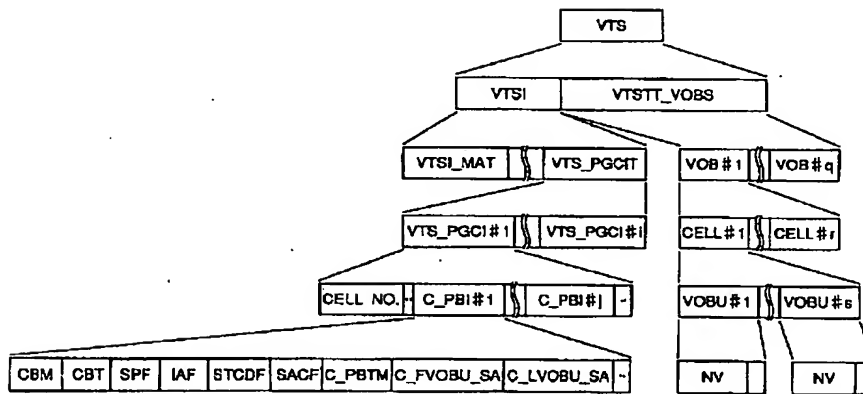 VTS
VTSI VTSTT_VOBS
VTSI_MAT VTS_PGCIT VOB#1 VOB#q
VTS_PGCI#1 VTS_PGCI#i CELL#1 CELL#r
CELL NO. -- C_PBI#1 C_PBI#j -- VOBU#1 VOBU#s
CBM CBT SPF IAF STCDF SACF C_PBTM C_FVOBU_SA C_LVOBU_SA -- NV NV